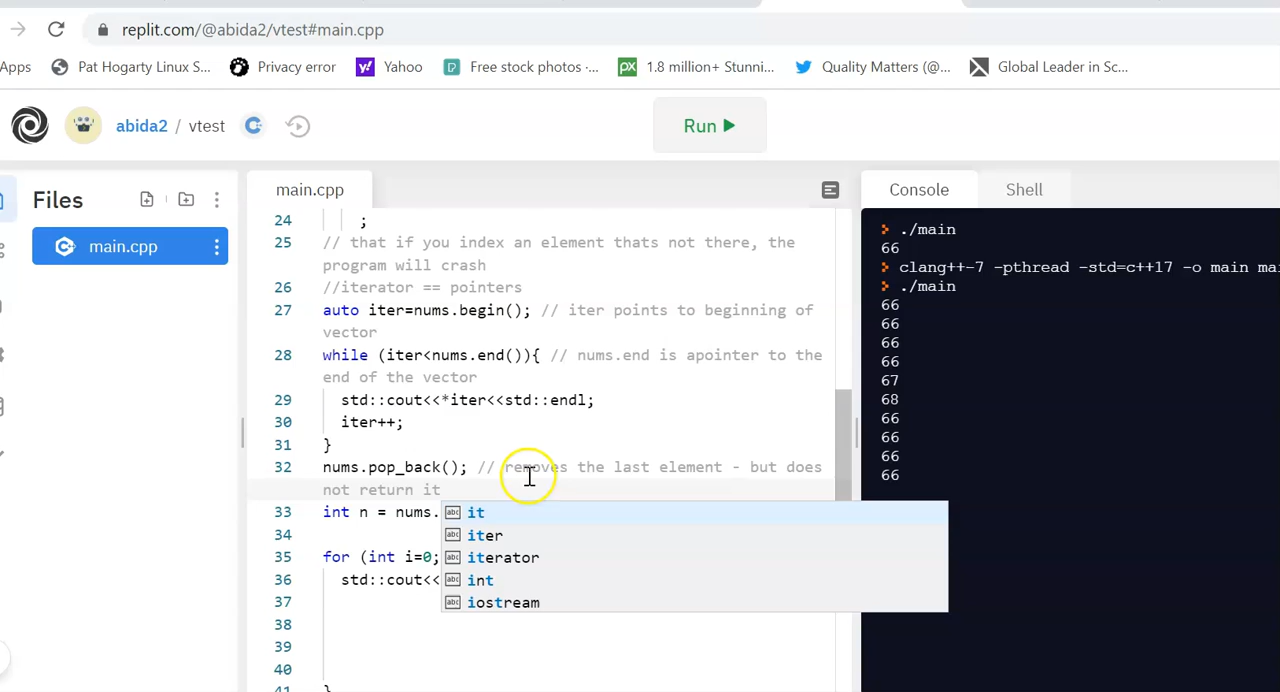 replit.com/@abida2/vtest#main.cpp
Apps Pat Hogarty Linux S... Privacy error Yahoo Free stock photos -... 1.8 million+ Stunni... Quality Matters (@... Global Leader in Sc...
abida2 / vtest Run
Files
main.cpp
main.cpp
24 ;
25 // that if you index an element thats not there, the
program will crash
26 //iterator == pointers
27 auto iter=nums.begin(); // iter points to beginning of
vector
28 while (iter<nums.end()){ // nums.end is apointer to the
end of the vector
29 std::cout<<*iter<<std::endl;
30 iter++;
31 }
32 nums.pop_back(); // removes the last element - but does
not return it
33 int n = nums.
34
35 for (int i=0;
36 std::cout<<
37
38
39
40
41 }
it
iter
iterator
int
iostream
Console Shell
> ./main
66
> clang++-7 -pthread -std=c++17 -o main mai
> ./main
66
66
66
66
67
68
66
66
66
66